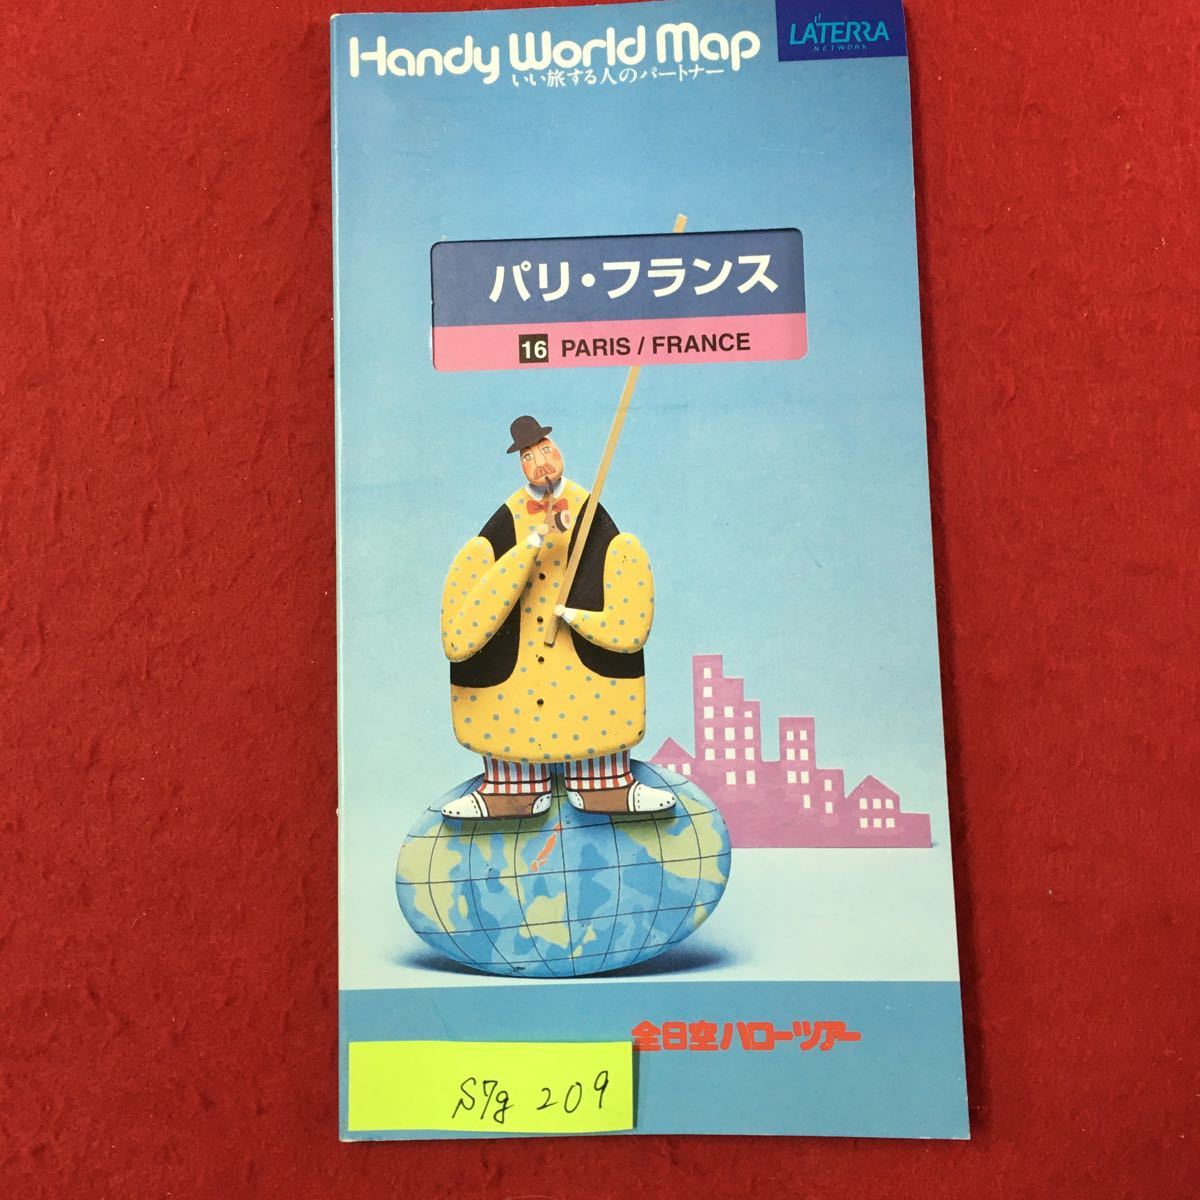 Handy World Map
いい旅する人のパートナー
LATERRA
NETWORK
パリ・フランス
16 PARIS / FRANCE
全日空ハローツアー
S7g 209